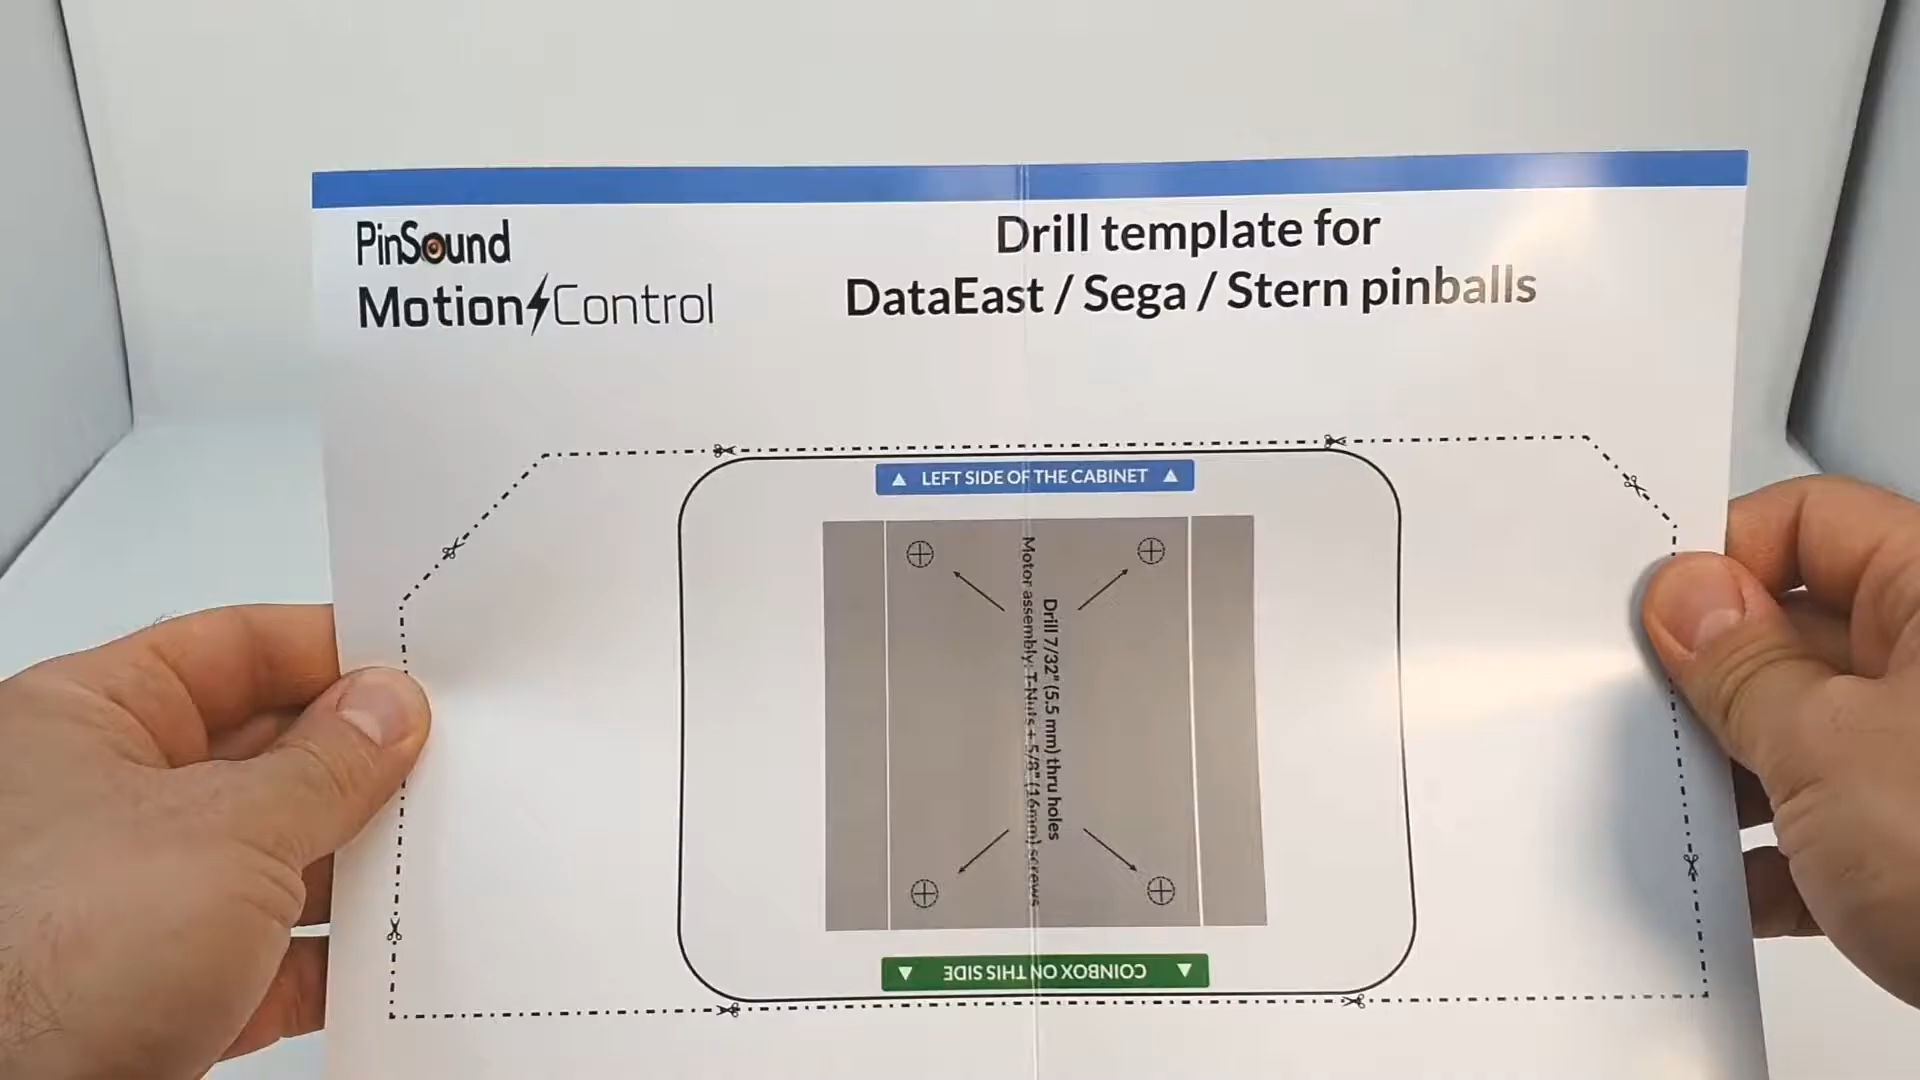 PinSound
Motion Control
Drill template for
DataEast / Sega / Stern pinballs
▲ LEFT SIDE OF THE CABINET ▲
Drill 7/32" (5.5 mm) thru holes
Motor assembly: T-Nuts + 5/8" (16mm) screws
▲ COINBOX ON THIS SIDE ▲